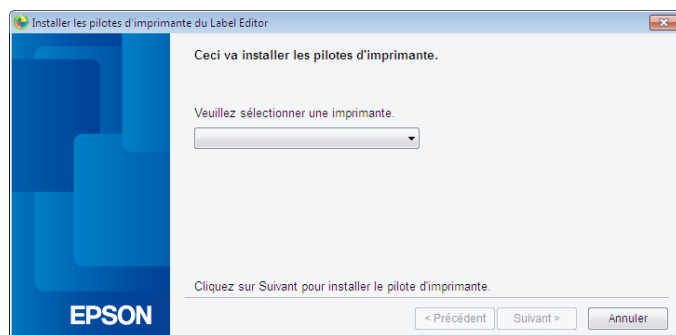 Installer les pilotes d'imprimante du Label Editor
Ceci va installer les pilotes d'imprimante.
Veuillez sélectionner une imprimante.
Cliquez sur Suivant pour installer le pilote d'imprimante.
EPSON
< Précédent
Suivant >
Annuler